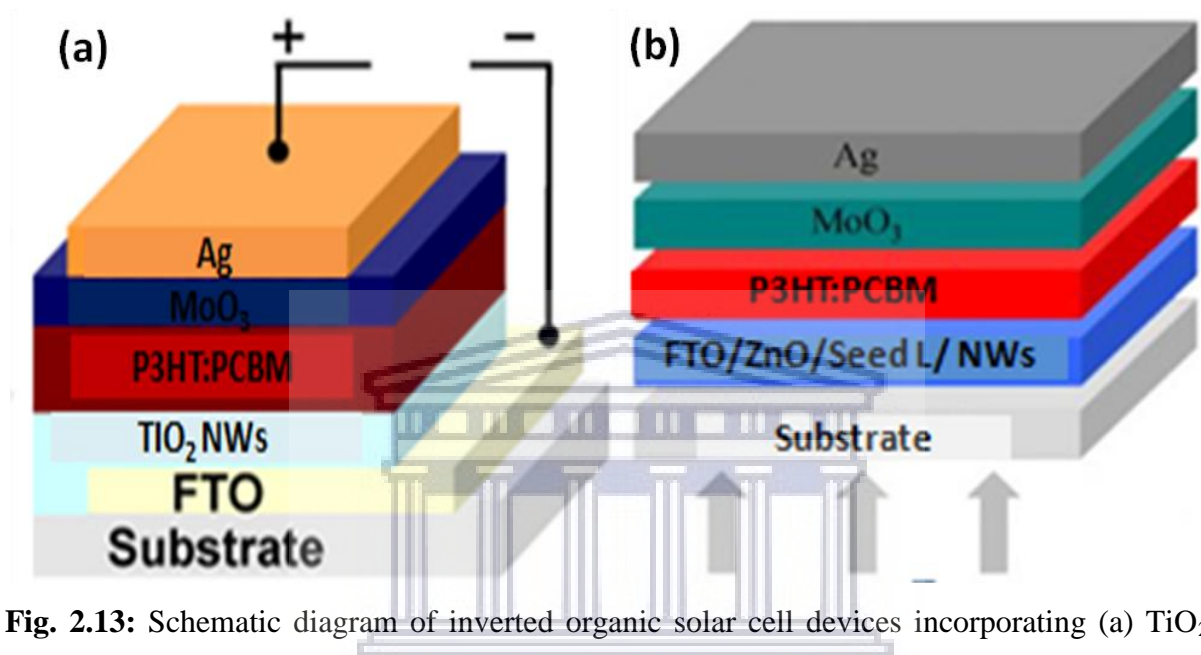 (a) + −
Ag
MoO₃
P3HT:PCBM
TIO₂ NWs
FTO
Substrate
(b)
Ag
MoO₃
P3HT:PCBM
FTO/ZnO/Seed L/ NWs
Substrate
Fig. 2.13: Schematic diagram of inverted organic solar cell devices incorporating (a) TiO₂